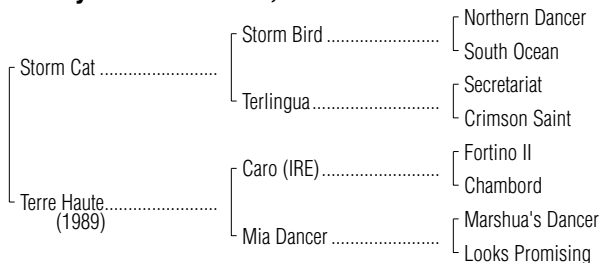 Northern Dancer
Storm Bird ..................................
South Ocean
Storm Cat ............................
Secretariat
Terlingua ..............................
Crimson Saint
Fortino II
Caro (IRE) ............................
Chambord
Terre Haute ...........................
(1989)
Marshua's Dancer
Mia Dancer ..........................
Looks Promising